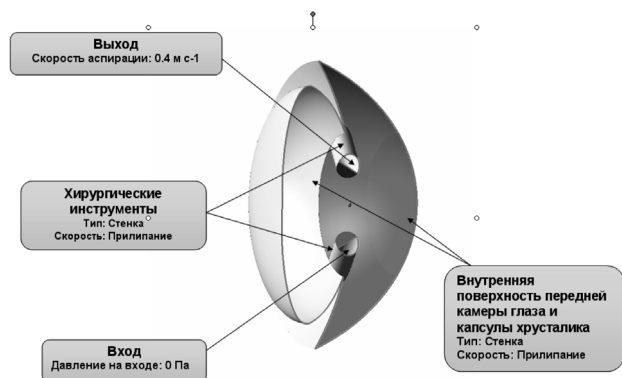 Выход
Скорость аспирации: 0.4 м с-1
Хирургические
инструменты
Тип: Стенка
Скорость: Прилипание
Вход
Давление на входе: 0 Па
Внутренняя
поверхность передней
камеры глаза и
капсулы хрусталика
Тип: Стенка
Скорость: Прилипание